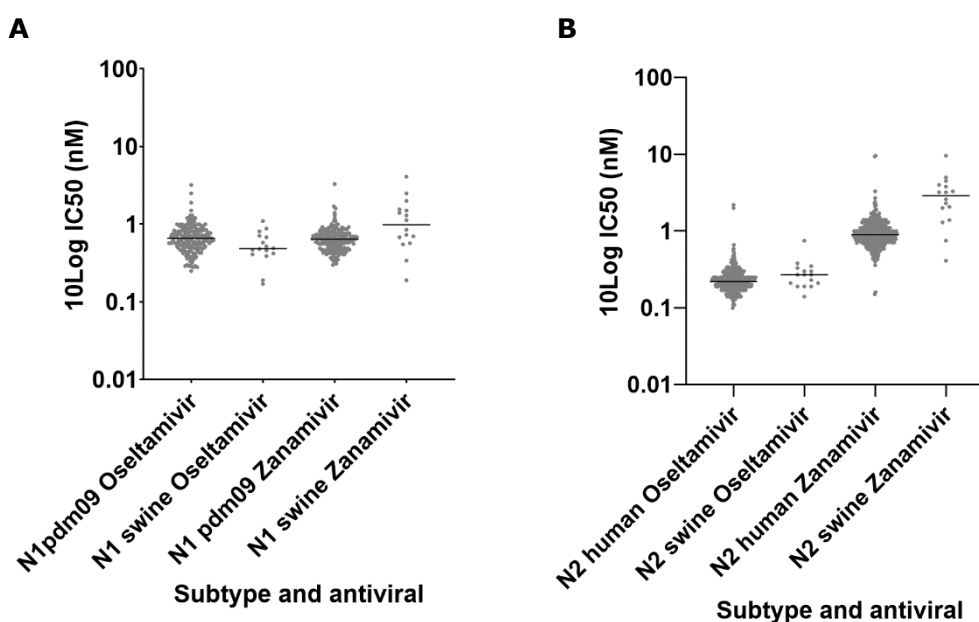 A
10Log IC50 (nM)
100
10
1
0.1
0.01
N1pdm09 Oseltamivir
N1 swine Oseltamivir
N1 pdm09 Zanamivir
N1 swine Zanamivir
Subtype and antiviral
B
10Log IC50 (nM)
100
10
1
0.1
0.01
N2 human Oseltamivir
N2 swine Oseltamivir
N2 human Zanamivir
N2 swine Zanamivir
Subtype and antiviral